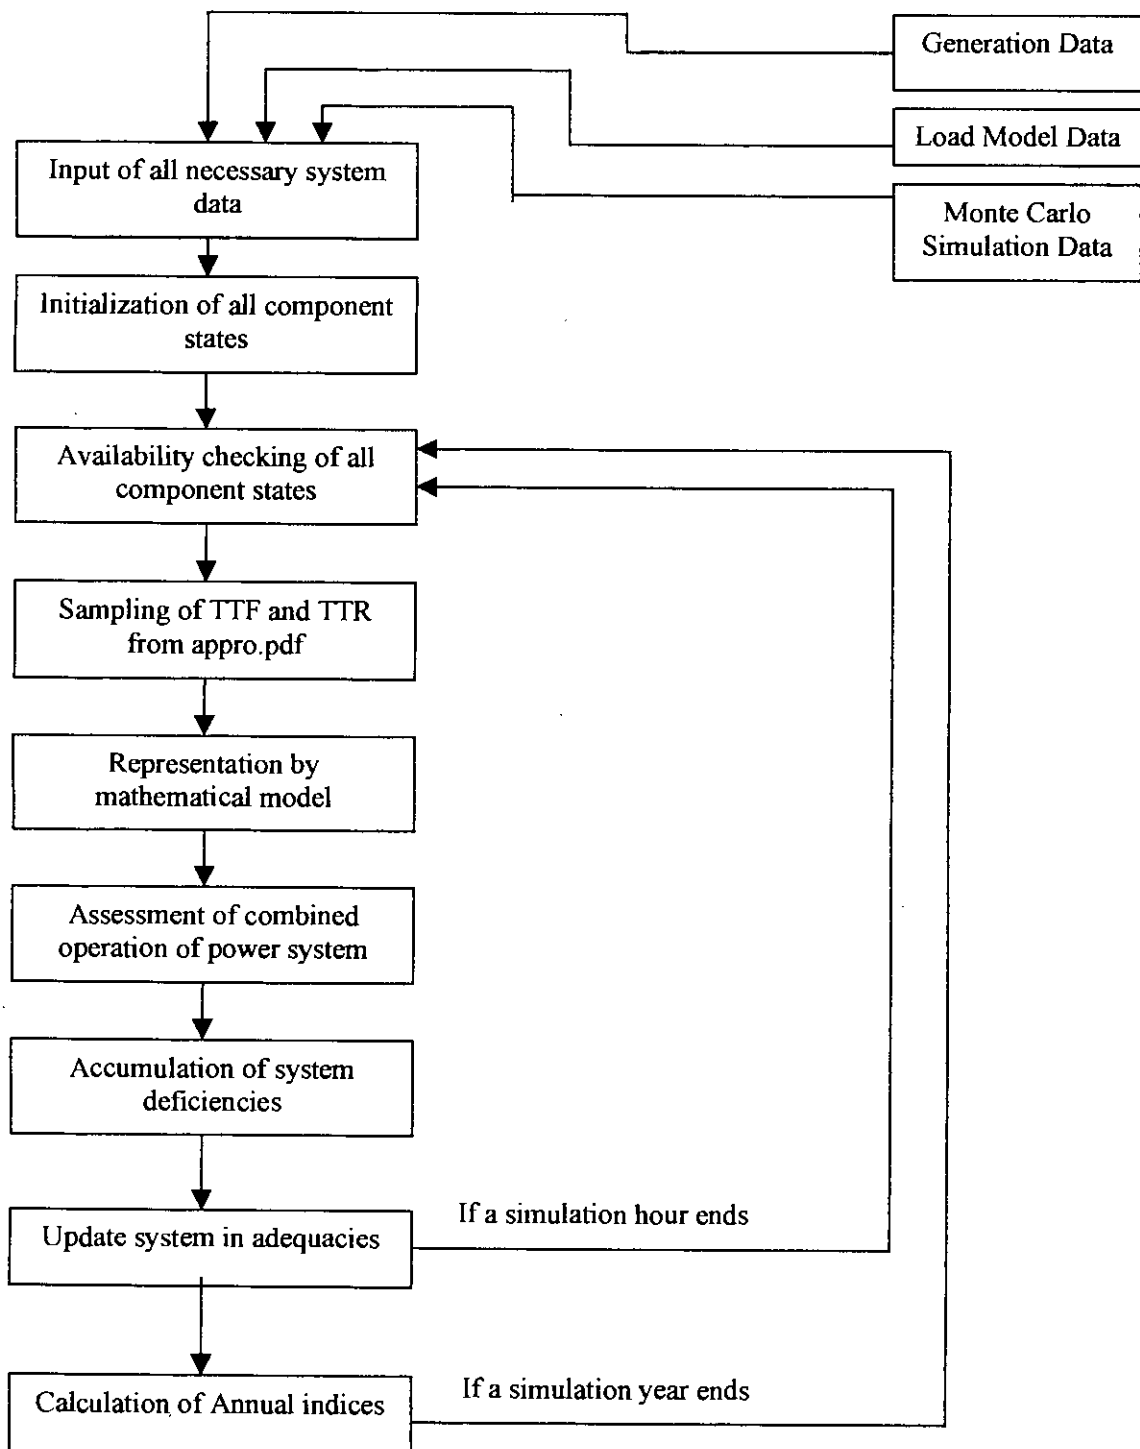 Generation Data
Load Model Data
Monte Carlo
Simulation Data
Input of all necessary system
data
Initialization of all component
states
Availability checking of all
component states
Sampling of TTF and TTR
from appro.pdf
Representation by
mathematical model
Assessment of combined
operation of power system
Accumulation of system
deficiencies
Update system in adequacies
If a simulation hour ends
Calculation of Annual indices
If a simulation year ends